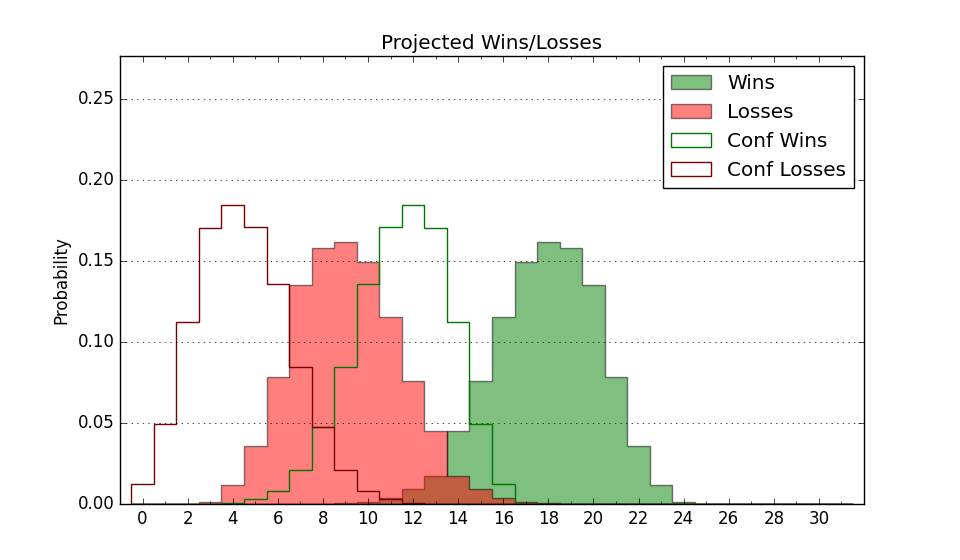 Projected Wins/Losses
Wins
Losses
Conf Wins
Conf Losses
Probability
0.25
0.20
0.15
0.10
0.05
0.00
0 2 4 6 8 10 12 14 16 18 20 22 24 26 28 30